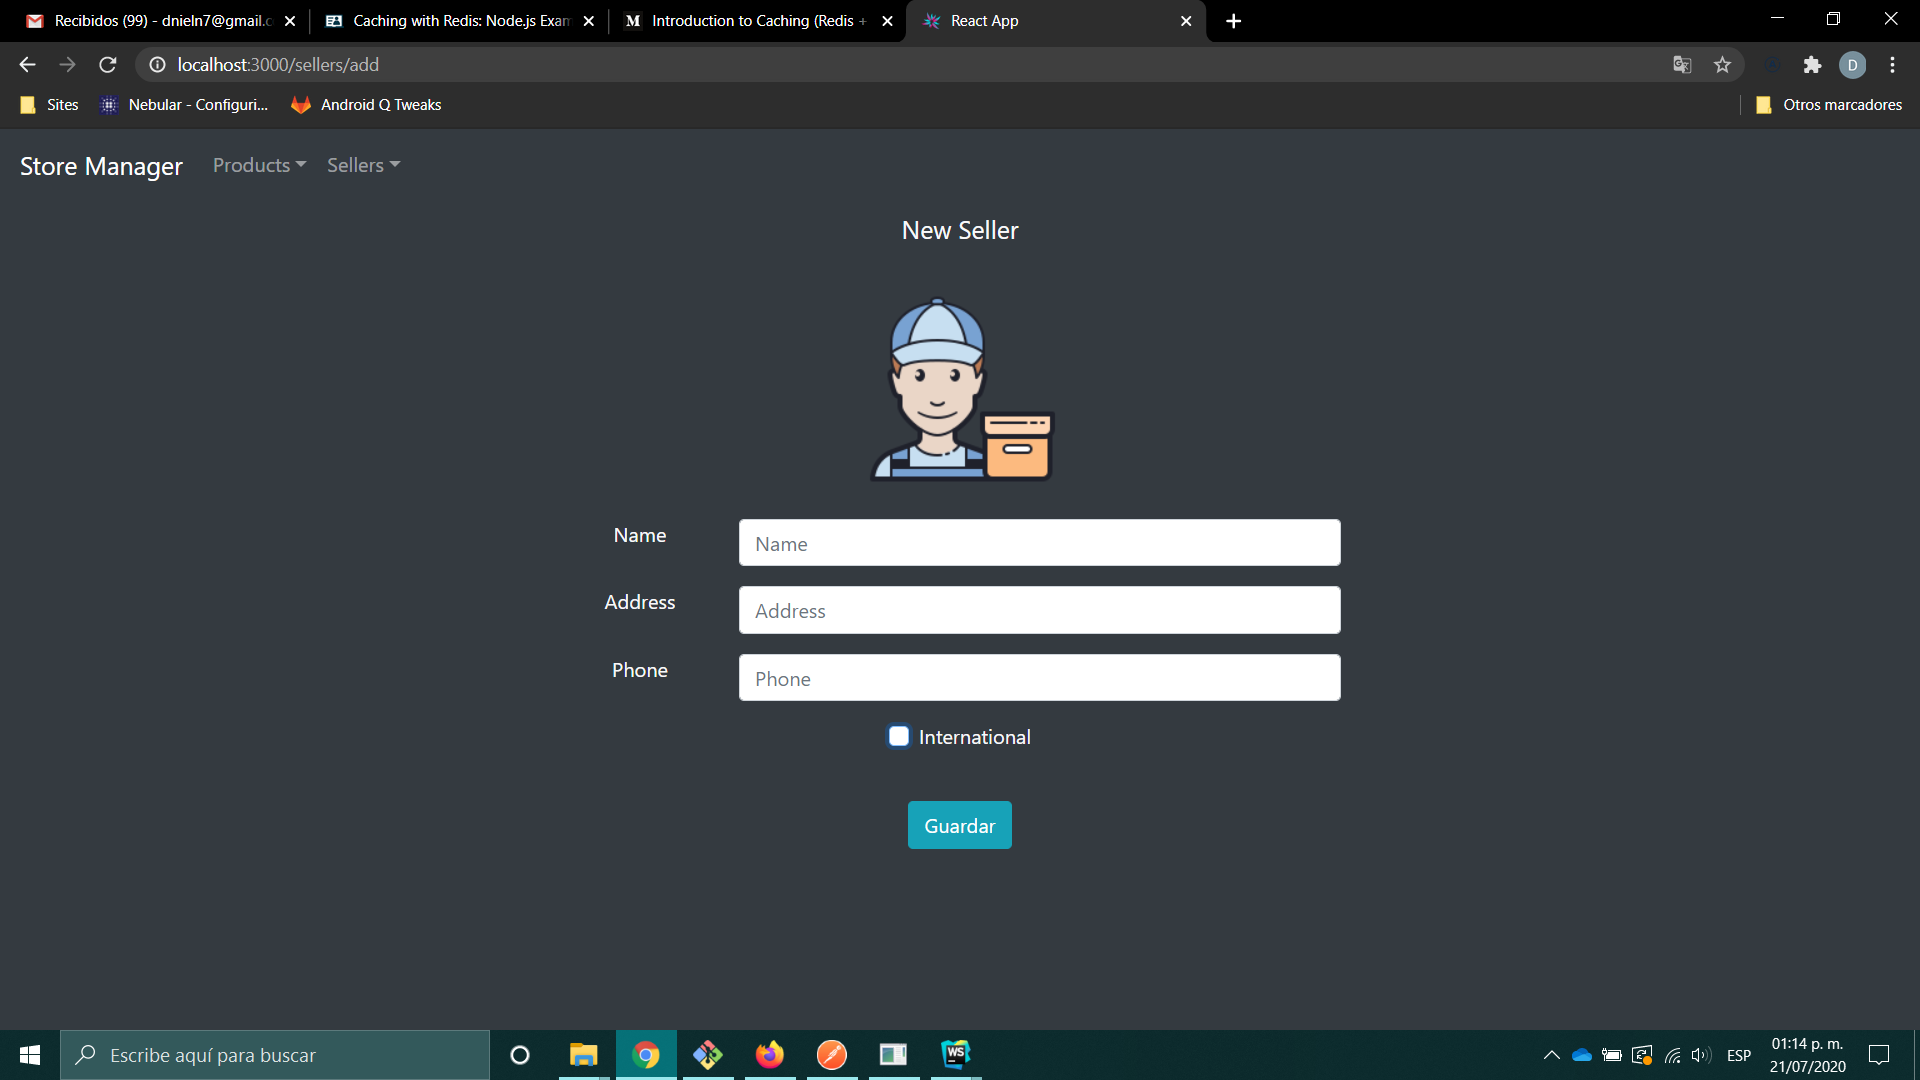 Recibidos (99) - dnieln7@gmail.c
Caching with Redis: Node.js Exam
M Introduction to Caching (Redis +
React App
localhost:3000/sellers/add
D
Sites
Nebular - Configuri...
Android Q Tweaks
Otros marcadores
Store Manager
Products
Sellers
New Seller
Name
Name
Address
Address
Phone
Phone
International
Guardar
Escribe aquí para buscar
WS
ESP
01:14 p. m.
21/07/2020